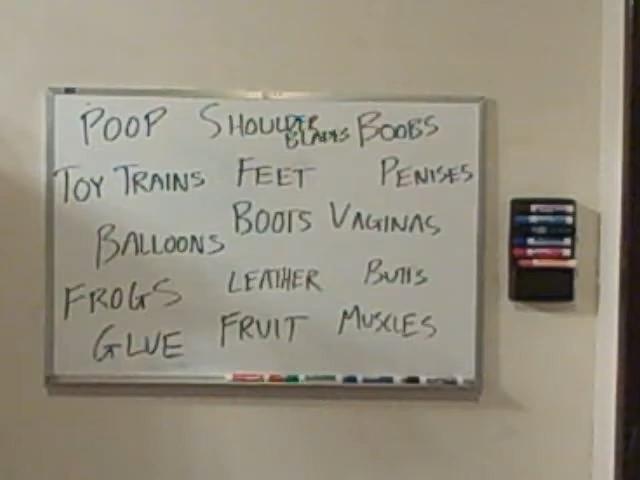 POOP SHOULDER BLADES BOOBS
TOY TRAINS FEET PENISES
BALLOONS BOOTS VAGINAS
FROGS LEATHER BUTTS
GLUE FRUIT MUSCLES